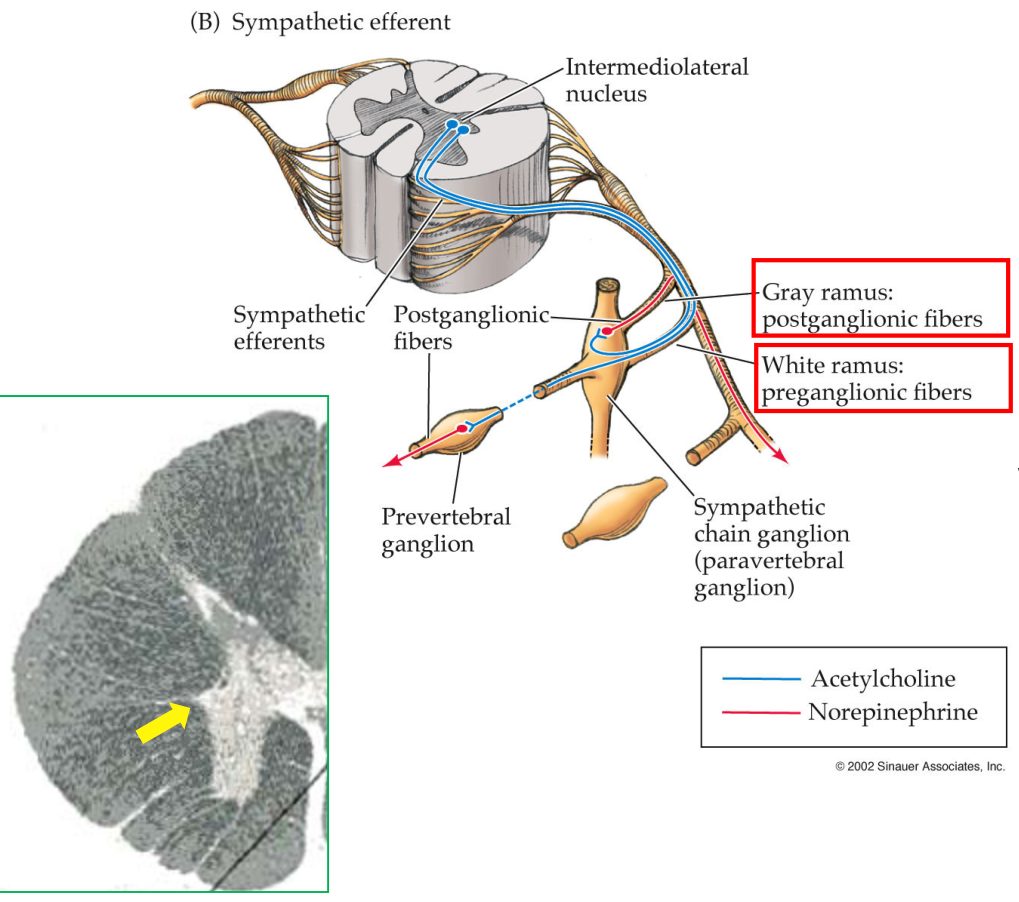 (B) Sympathetic efferent
Intermediolateral
nucleus
Gray ramus:
postganglionic fibers
Sympathetic
efferents
Postganglionic
fibers
White ramus:
preganglionic fibers
Prevertebral
ganglion
Sympathetic
chain ganglion
(paravertebral
ganglion)
Acetylcholine
Norepinephrine
© 2002 Sinauer Associates, Inc.